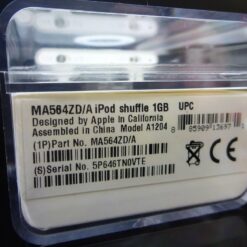 MA564ZD/A iPod shuffle 1GB UPC
Designed by Apple in California
Assembled in China Model A1204
(1P)Part No. MA564ZD/A
(S)Serial No. 5P646TN0VTE
CE